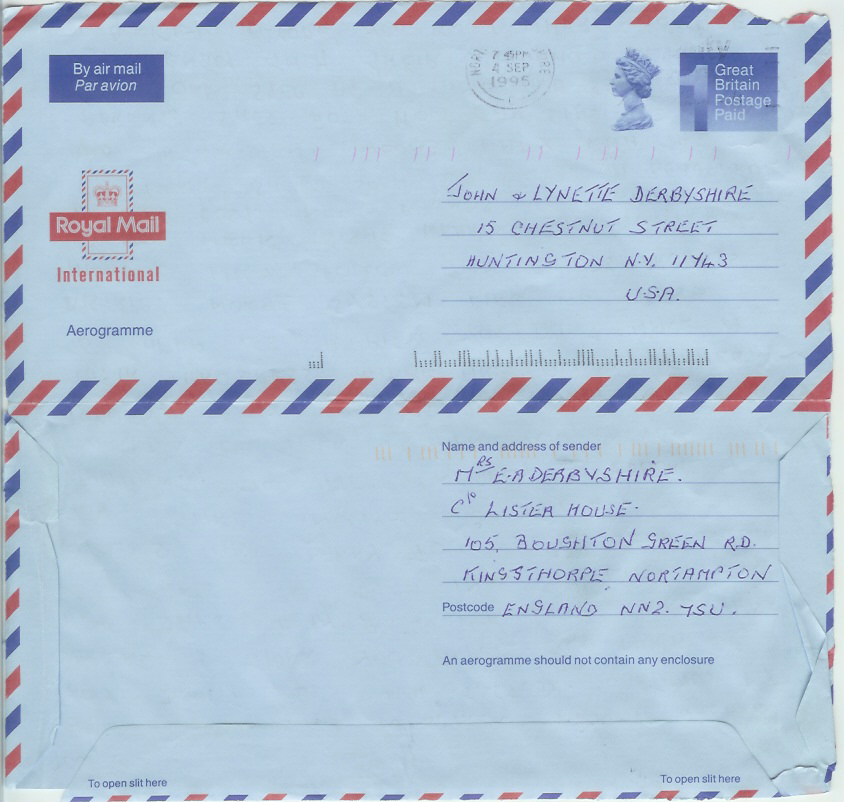 By air mail
Par avion
7 45PM
4 SEP
1995
1
Great
Britain
Postage
Paid
Royal Mail
International
Aerogramme
JOHN & LYNETTE DERBYSHIRE
15 CHESTNUT STREET
HUNTINGTON N.Y. 11743
U.S.A.
Name and address of sender
MRS E.A DERBYSHIRE.
C/O LISTER HOUSE.
105, BOUGHTON GREEN RD.
KINGSTHORPE NORTAMPTON
Postcode ENGLAND NN2. 7SU.
An aerogramme should not contain any enclosure
To open slit here
To open slit here